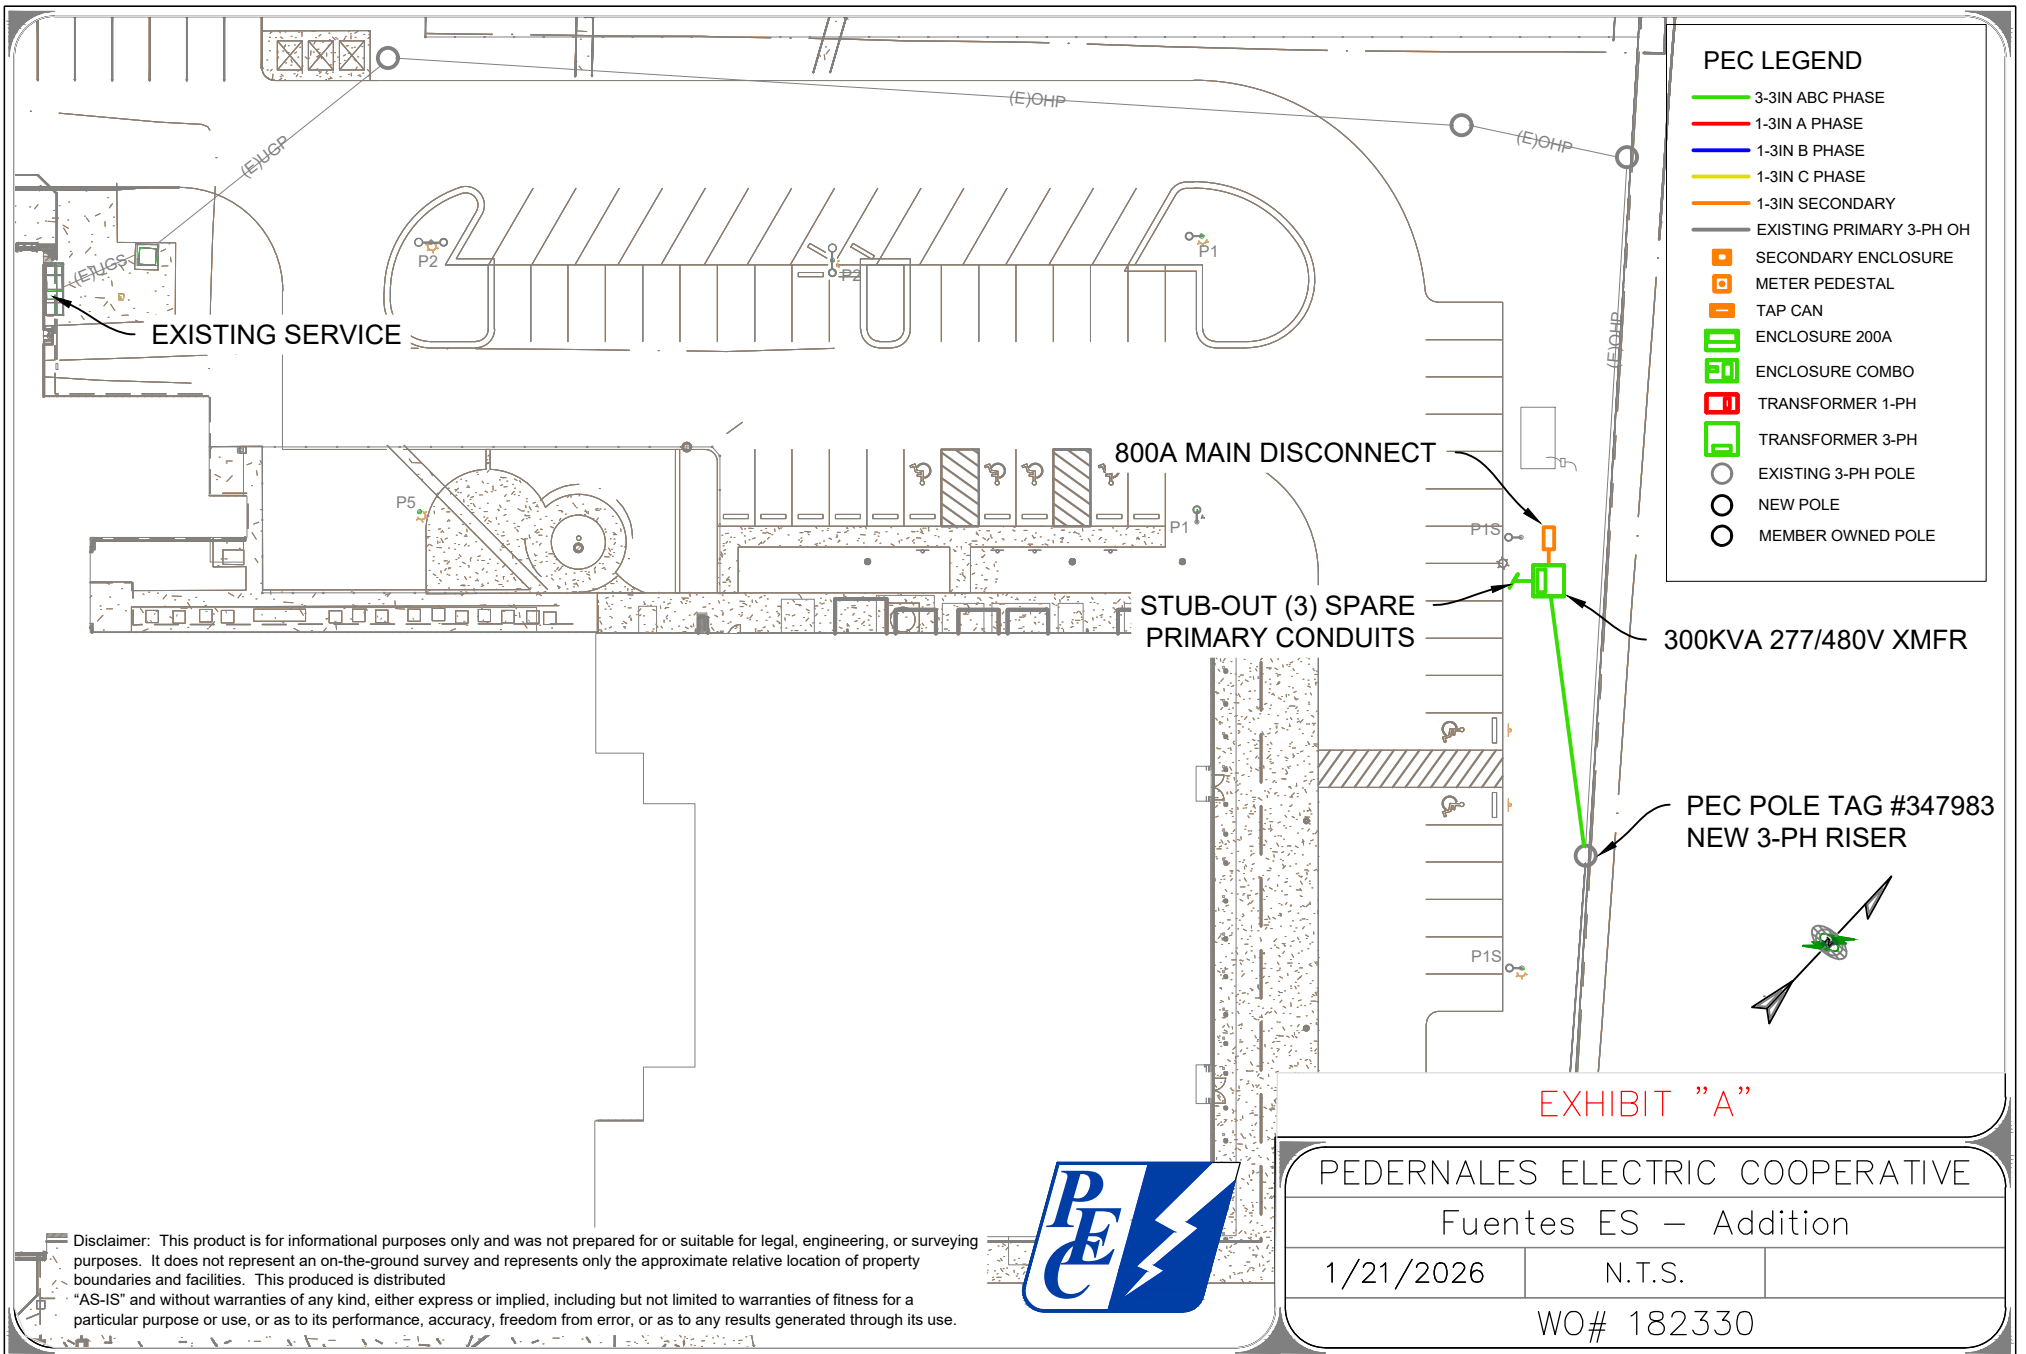 PEC LEGEND
3-3IN ABC PHASE
1-3IN A PHASE
1-3IN B PHASE
1-3IN C PHASE
1-3IN SECONDARY
EXISTING PRIMARY 3-PH OH
SECONDARY ENCLOSURE
METER PEDESTAL
TAP CAN
ENCLOSURE 200A
ENCLOSURE COMBO
TRANSFORMER 1-PH
TRANSFORMER 3-PH
EXISTING 3-PH POLE
NEW POLE
MEMBER OWNED POLE
(E)OHP
(E)OHP
(E)UGP
(E)UGS
(E)OHP
P2
P2
P1
EXISTING SERVICE
800A MAIN DISCONNECT
P5
P1
P1S
STUB-OUT (3) SPARE
PRIMARY CONDUITS
300KVA 277/480V XMFR
PEC POLE TAG #347983
NEW 3-PH RISER
P1S
N
EXHIBIT "A"
PEDERNALES ELECTRIC COOPERATIVE
Fuentes ES – Addition
1/21/2026
N.T.S.
WO# 182330
PEC
Disclaimer: This product is for informational purposes only and was not prepared for or suitable for legal, engineering, or surveying
purposes. It does not represent an on-the-ground survey and represents only the approximate relative location of property
boundaries and facilities. This produced is distributed
“AS-IS” and without warranties of any kind, either express or implied, including but not limited to warranties of fitness for a
particular purpose or use, or as to its performance, accuracy, freedom from error, or as to any results generated through its use.